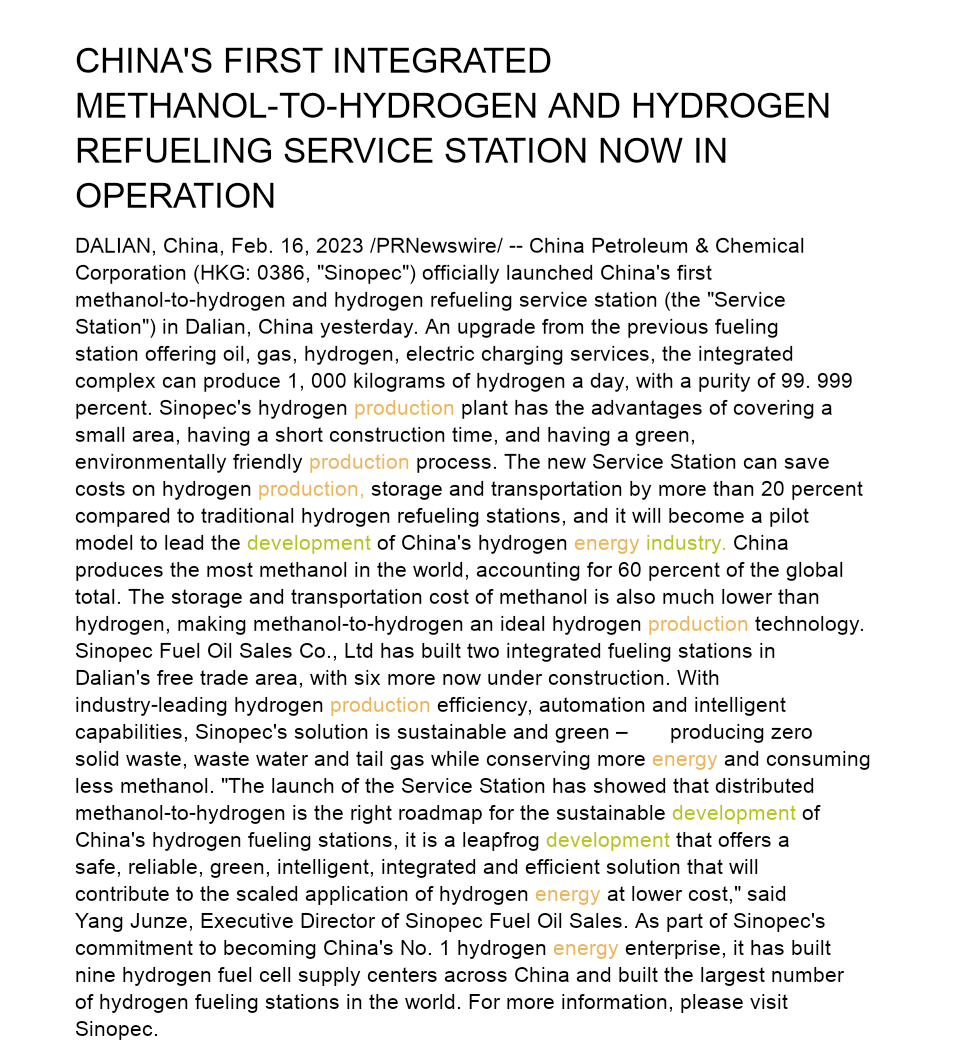 CHINA'S FIRST INTEGRATED
METHANOL-TO-HYDROGEN AND HYDROGEN
REFUELING SERVICE STATION NOW IN
OPERATION
DALIAN, China, Feb. 16, 2023 /PRNewswire/ -- China Petroleum & Chemical
Corporation (HKG: 0386, "Sinopec") officially launched China's first
methanol-to-hydrogen and hydrogen refueling service station (the "Service
Station") in Dalian, China yesterday. An upgrade from the previous fueling
station offering oil, gas, hydrogen, electric charging services, the integrated
complex can produce 1, 000 kilograms of hydrogen a day, with a purity of 99. 999
percent. Sinopec's hydrogen production plant has the advantages of covering a
small area, having a short construction time, and having a green,
environmentally friendly production process. The new Service Station can save
costs on hydrogen production, storage and transportation by more than 20 percent
compared to traditional hydrogen refueling stations, and it will become a pilot
model to lead the development of China's hydrogen energy industry. China
produces the most methanol in the world, accounting for 60 percent of the global
total. The storage and transportation cost of methanol is also much lower than
hydrogen, making methanol-to-hydrogen an ideal hydrogen production technology.
Sinopec Fuel Oil Sales Co., Ltd has built two integrated fueling stations in
Dalian's free trade area, with six more now under construction. With
industry-leading hydrogen production efficiency, automation and intelligent
capabilities, Sinopec's solution is sustainable and green – producing zero
solid waste, waste water and tail gas while conserving more energy and consuming
less methanol. "The launch of the Service Station has showed that distributed
methanol-to-hydrogen is the right roadmap for the sustainable development of
China's hydrogen fueling stations, it is a leapfrog development that offers a
safe, reliable, green, intelligent, integrated and efficient solution that will
contribute to the scaled application of hydrogen energy at lower cost," said
Yang Junze, Executive Director of Sinopec Fuel Oil Sales. As part of Sinopec's
commitment to becoming China's No. 1 hydrogen energy enterprise, it has built
nine hydrogen fuel cell supply centers across China and built the largest number
of hydrogen fueling stations in the world. For more information, please visit
Sinopec.